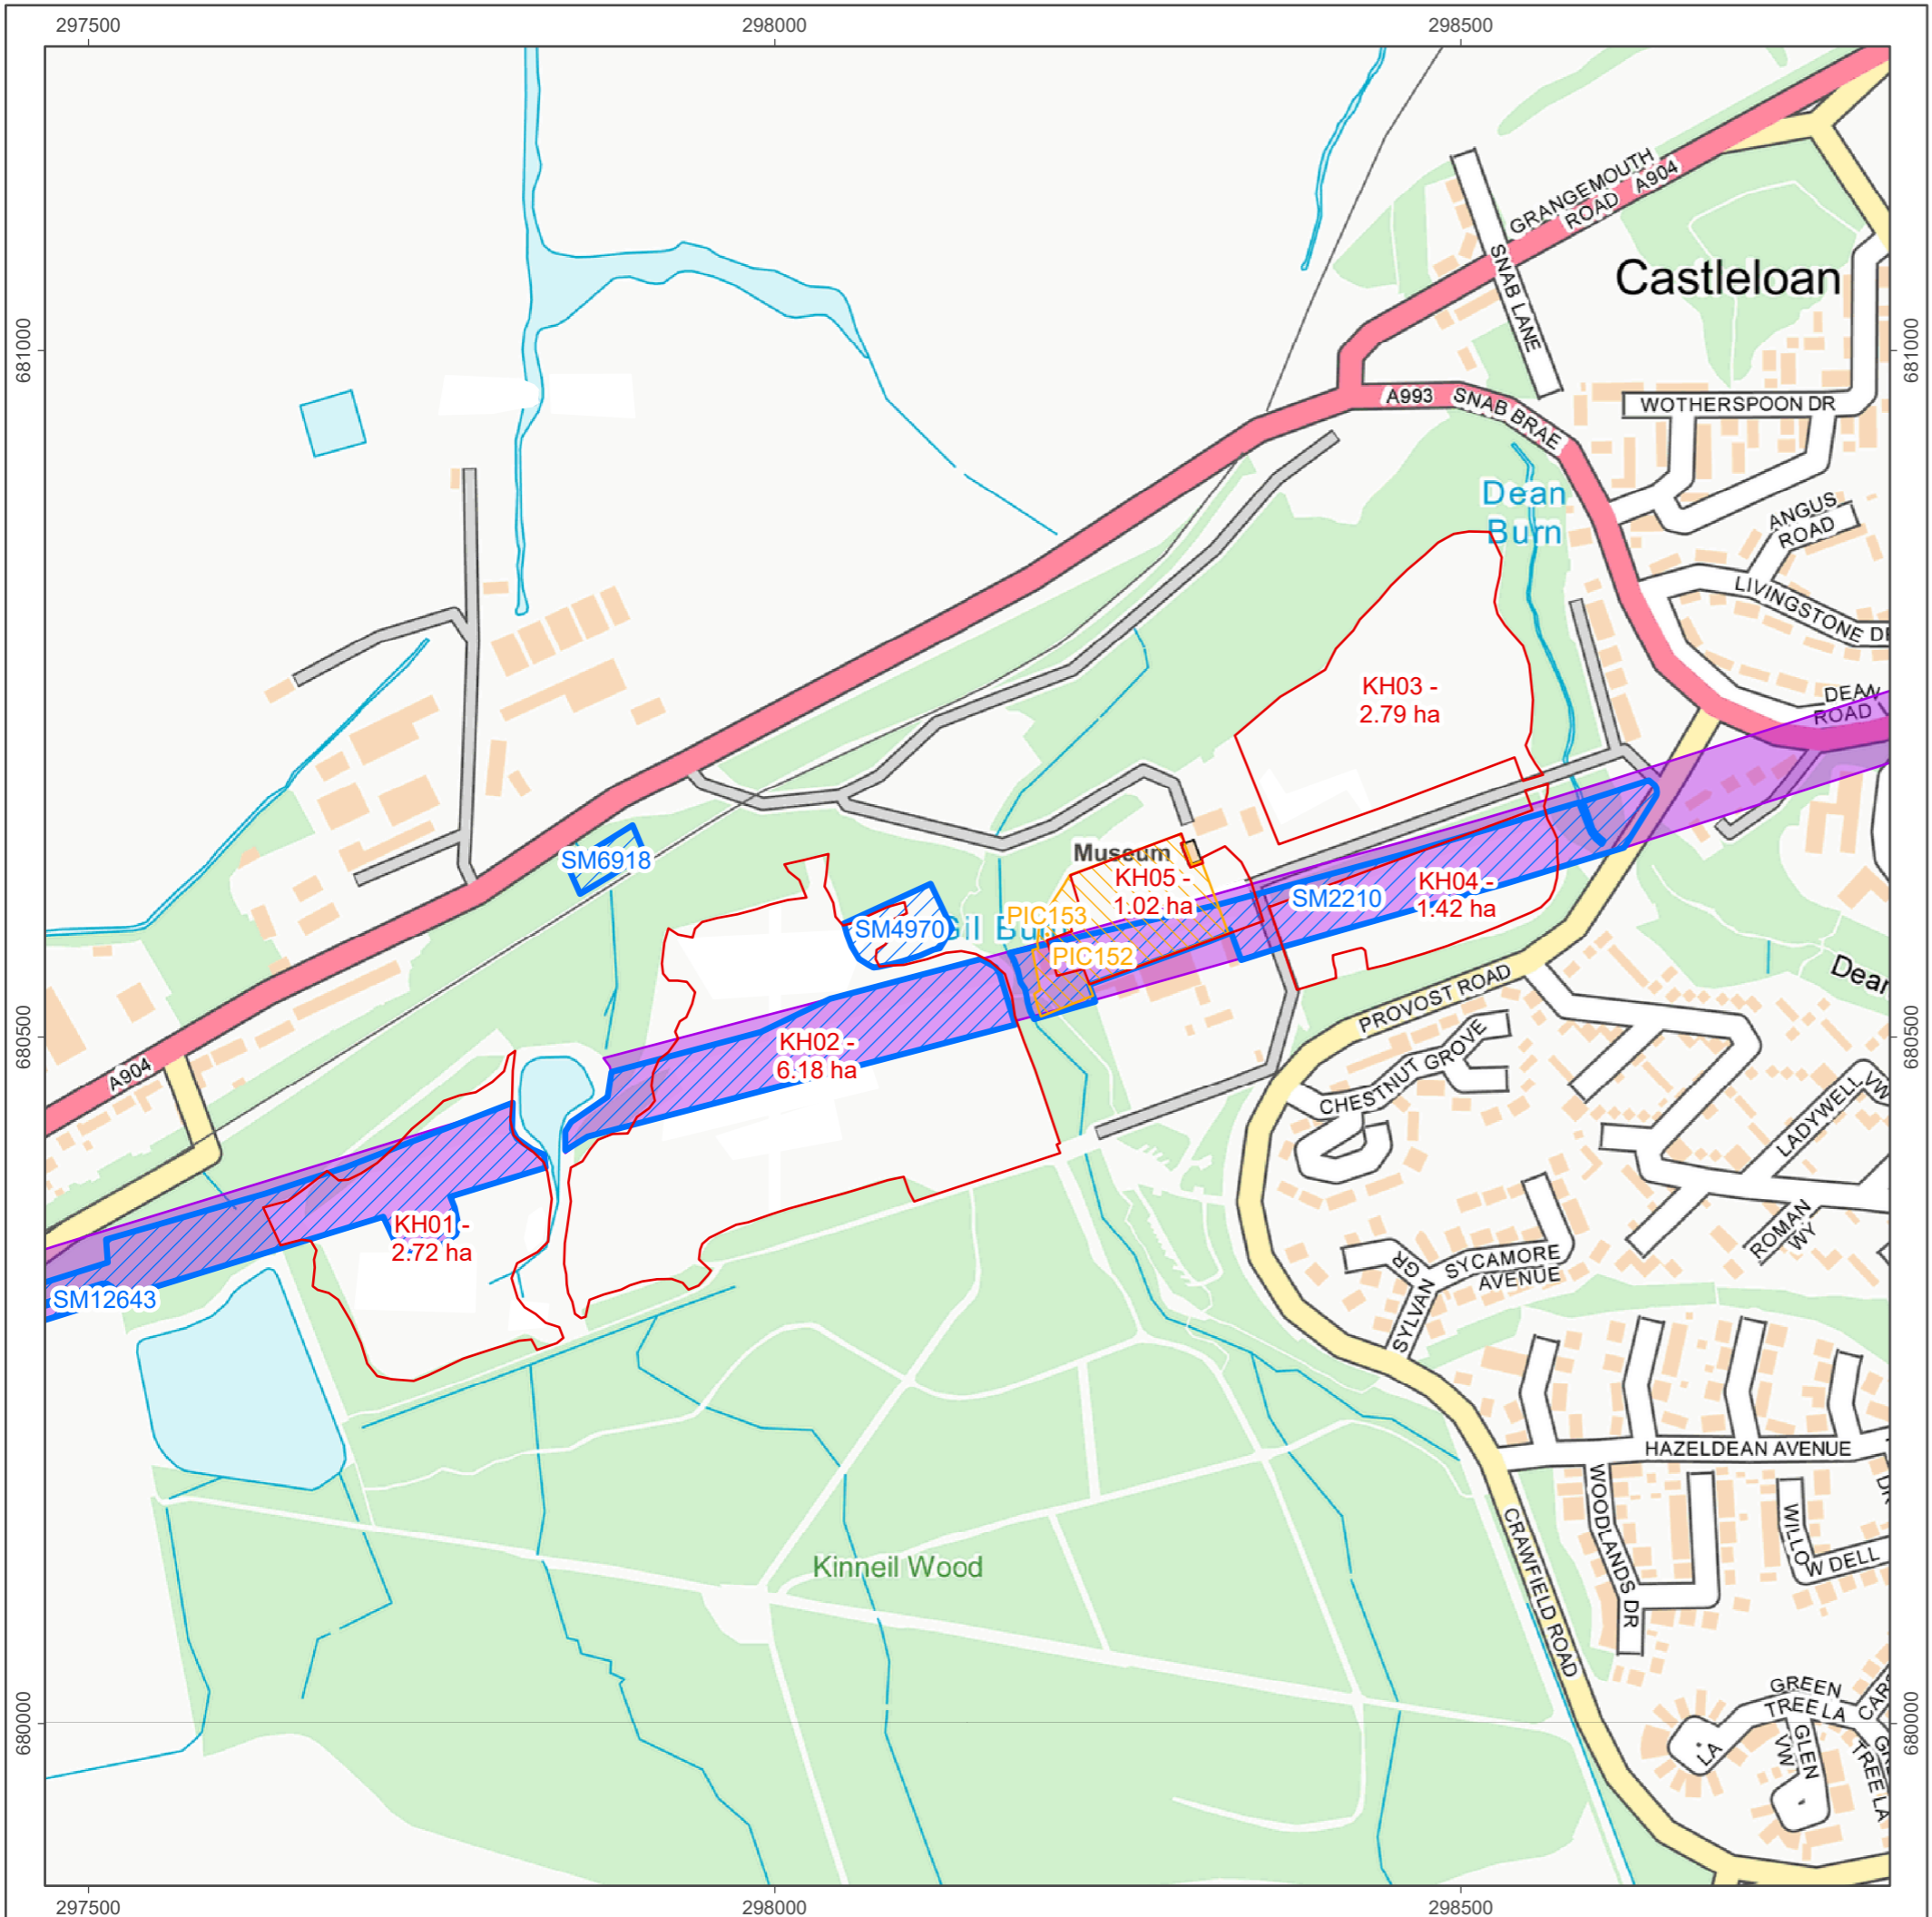 297500
298000
298500
GRANGEMOUTH
ROAD A904
SNAB LANE
Castleloan
681000
681000
A993
SNAB BRAE
WOTHERSPOON DR
Dean
Burn
ANGUS
ROAD
LIVINGSTONE
KH03 -
2.79 ha
ROAD
SM6918
Museum
KH05 -
1.02 ha
KH04 -
1.42 ha
SM2210
PIC153
SM4970
Gil Burn
PIC152
Dean
PROVOST ROAD
680500
680500
KH02 -
6.18 ha
A904
CHESTNUT GROVE
LADYWELL
VW
KH01 -
2.72 ha
ROMAN
WY
SYCAMORE
AVENUE
SYLVAN GR
SM12643
HAZELDEAN AVENUE
WOODLANDS DR
WILLOW DELL
CRAWFIELD ROAD
Kinneil Wood
GREEN
TREE LA
LA
GLEN
VW
TREE LA
680000
680000
297500
298000
298500